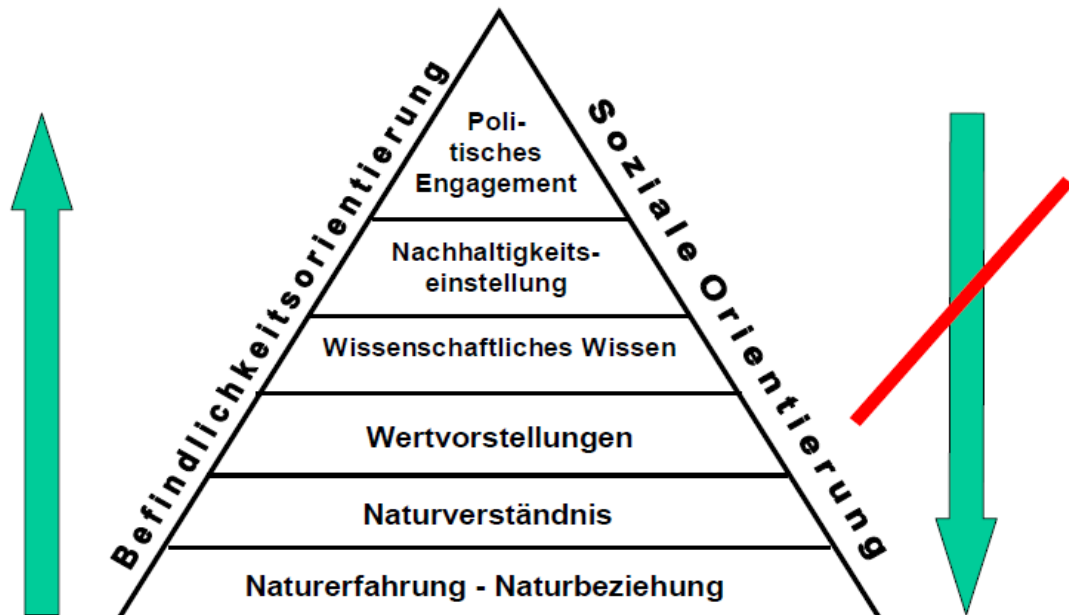 Befindlichkeitsorientierung
Soziale Orientierung
Poli-
tisches
Engagement
Nachhaltigkeits-
einstellung
Wissenschaftliches Wissen
Wertvorstellungen
Naturverständnis
Naturerfahrung - Naturbeziehung